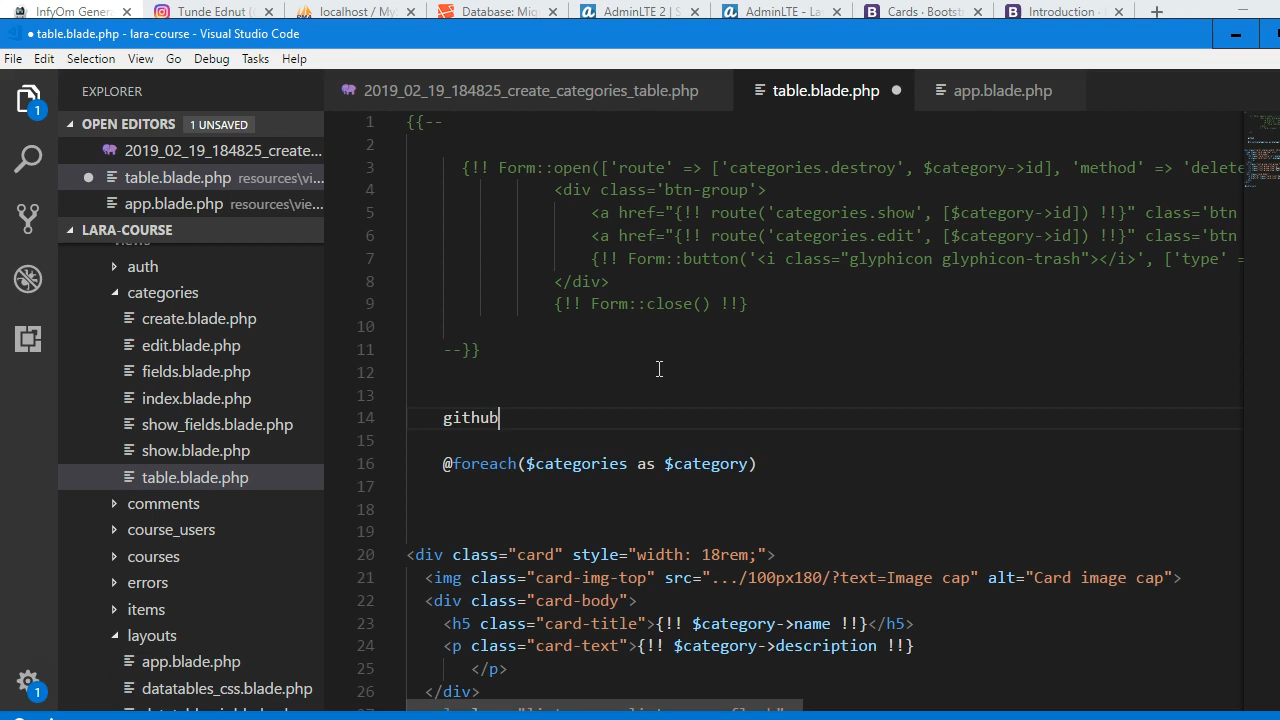 InfyOm Genera
Tunde Ednut (
localhost / My
Database: Mig
AdminLTE 2 | S
AdminLTE - La
Cards · Bootst
Introduction ·
table.blade.php - lara-course - Visual Studio Code
File Edit Selection View Go Debug Tasks Help
EXPLORER
2019_02_19_184825_create_categories_table.php
table.blade.php
app.blade.php
OPEN EDITORS 1 UNSAVED
2019_02_19_184825_create...
table.blade.php resources\vi...
app.blade.php resources\vie...
LARA-COURSE
auth
categories
create.blade.php
edit.blade.php
fields.blade.php
index.blade.php
show_fields.blade.php
show.blade.php
table.blade.php
comments
course_users
courses
errors
items
layouts
app.blade.php
datatables_css.blade.php
1
1
1 {{--
2
3 {!! Form::open(['route' => ['categories.destroy', $category->id], 'method' => 'delete
4 <div class='btn-group'>
5 <a href="{!! route('categories.show', [$category->id]) !!}" class='btn
6 <a href="{!! route('categories.edit', [$category->id]) !!}" class='btn
7 {!! Form::button('<i class="glyphicon glyphicon-trash"></i>', ['type' =
8 </div>
9 {!! Form::close() !!}
10
11 --}}
12
13
14 github
15
16 @foreach($categories as $category)
17
18
19
20 <div class="card" style="width: 18rem;">
21 <img class="card-img-top" src=".../100px180/?text=Image cap" alt="Card image cap">
22 <div class="card-body">
23 <h5 class="card-title">{!! $category->name !!}</h5>
24 <p class="card-text">{!! $category->description !!}
25 </p>
26 </div>